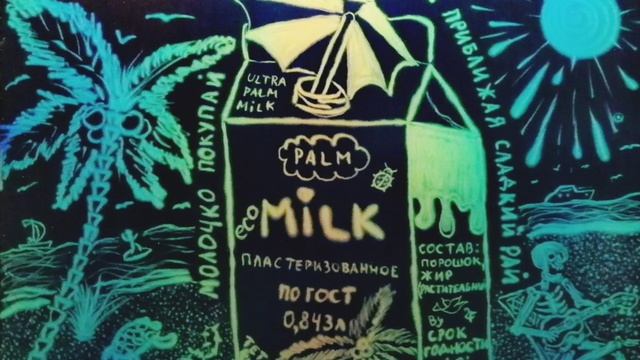 МОЛОЧКО ПОКУПАЙ
ПРИБЛИЖАЯ СЛАДКИЙ РАЙ
ULTRA
PALM
MILK
PALM
eco
MiLK
ПЛАСТЕРИЗОВАННОЕ
ПО ГОСТ
0,843л
СОСТАВ:
ПОРОШОК,
ЖИР
By
СРОК
ГОДНОСТИ